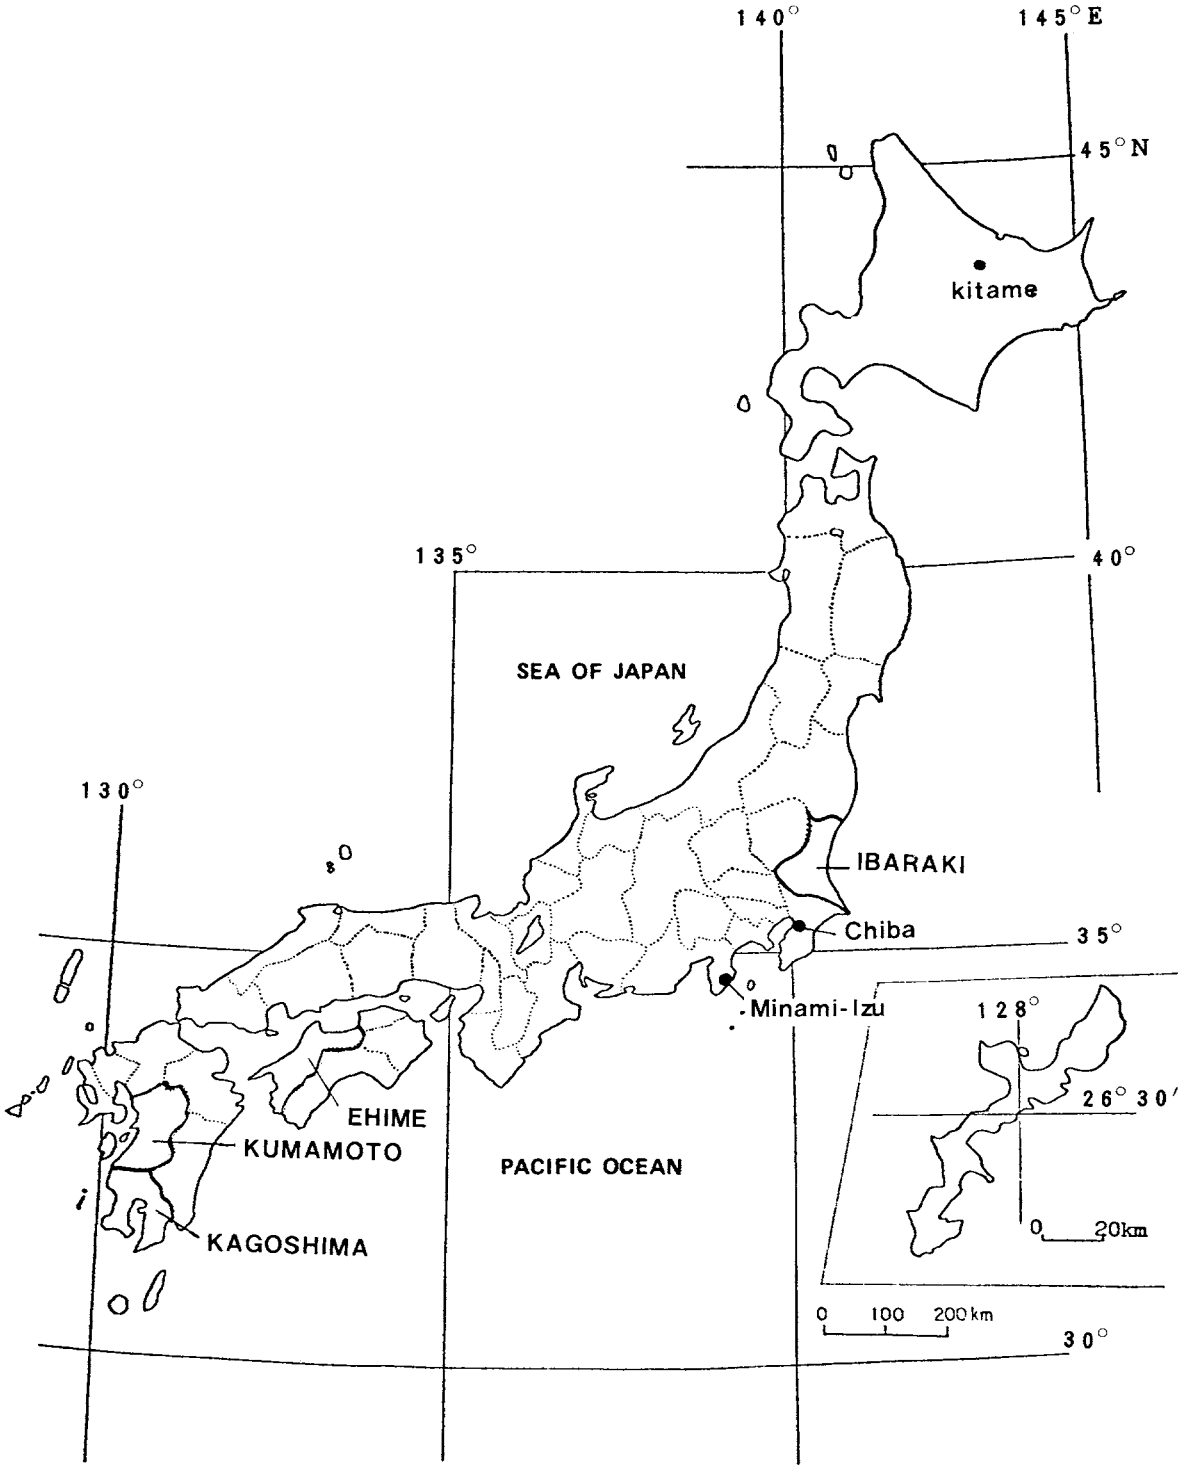 140°
145°E
45°N
kitame
135°
40°
SEA OF JAPAN
130°
IBARAKI
Chiba
35°
Minami-Izu
128°
26°30′
EHIME
KUMAMOTO
PACIFIC OCEAN
0 20km
KAGOSHIMA
0 100 200km
30°